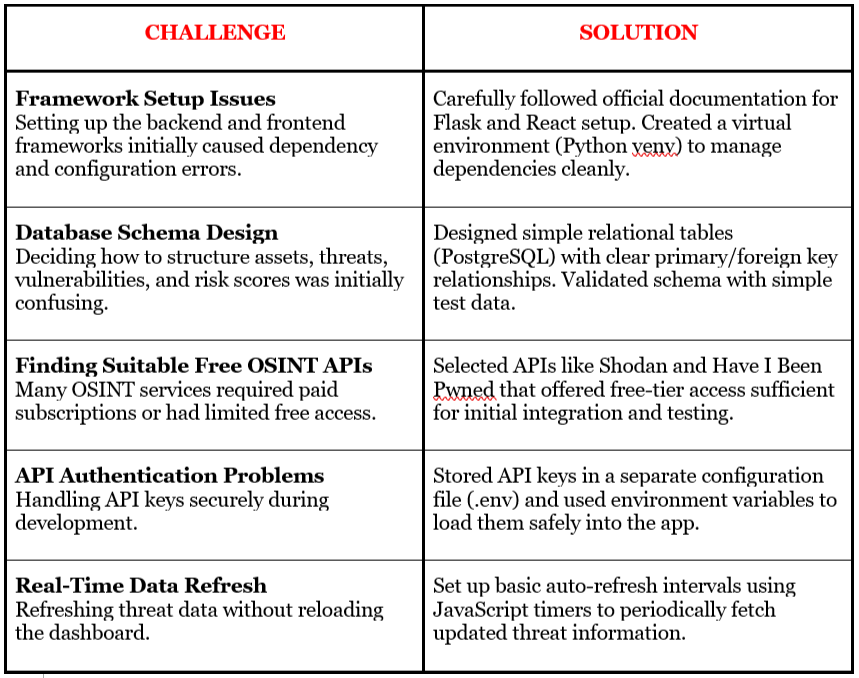 CHALLENGE
SOLUTION
Framework Setup Issues
Setting up the backend and frontend
frameworks initially caused dependency
and configuration errors.
Carefully followed official documentation for
Flask and React setup. Created a virtual
environment (Python venv) to manage
dependencies cleanly.
Database Schema Design
Deciding how to structure assets, threats,
vulnerabilities, and risk scores was initially
confusing.
Designed simple relational tables
(PostgreSQL) with clear primary/foreign key
relationships. Validated schema with simple
test data.
Finding Suitable Free OSINT APIs
Many OSINT services required paid
subscriptions or had limited free access.
Selected APIs like Shodan and Have I Been
Pwned that offered free-tier access sufficient
for initial integration and testing.
API Authentication Problems
Handling API keys securely during
development.
Stored API keys in a separate configuration
file (.env) and used environment variables to
load them safely into the app.
Real-Time Data Refresh
Refreshing threat data without reloading
the dashboard.
Set up basic auto-refresh intervals using
JavaScript timers to periodically fetch
updated threat information.